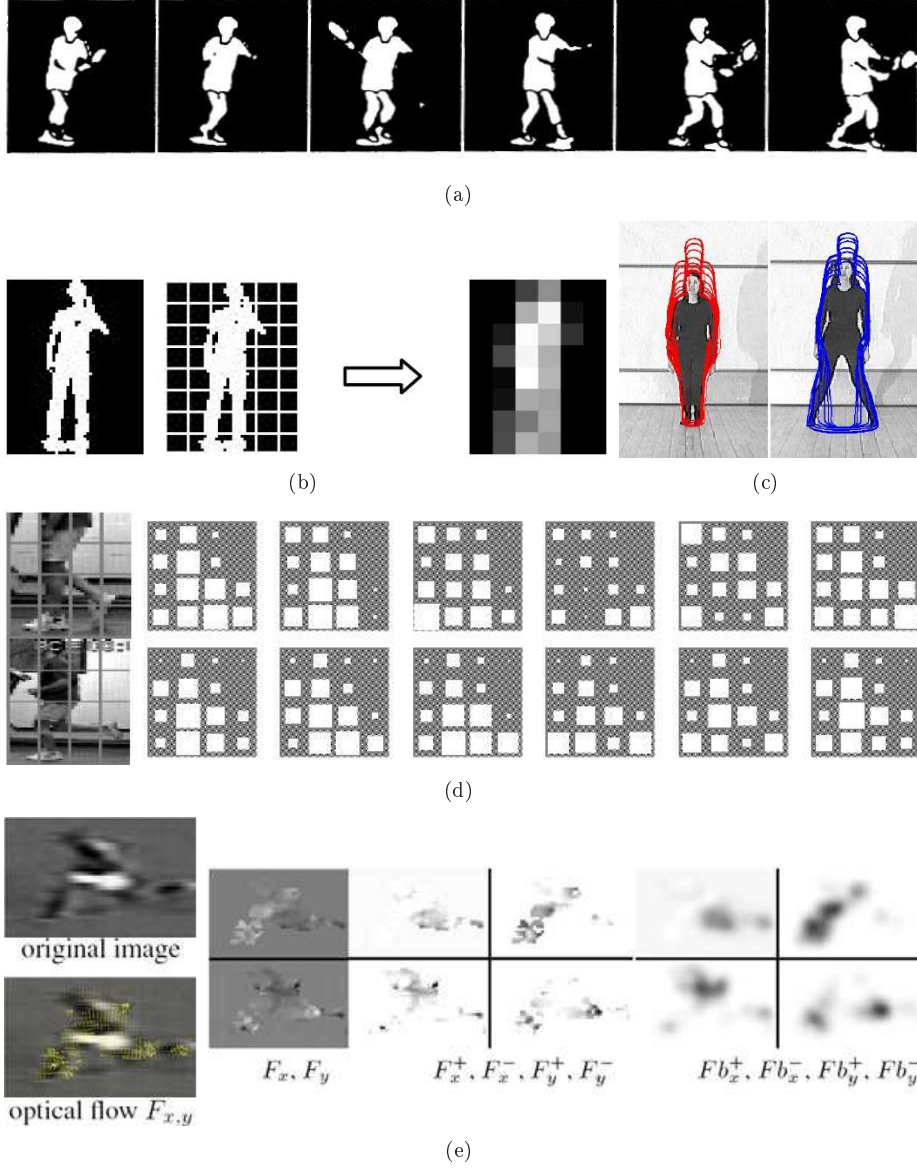 (a)
(b)
(c)
(d)
original image
optical flow F_{x,y}
F_x, F_y
F_x^+, F_x^-, F_y^+, F_y^-
Fb_x^+, Fb_x^-, Fb_y^+, Fb_y^-
(e)